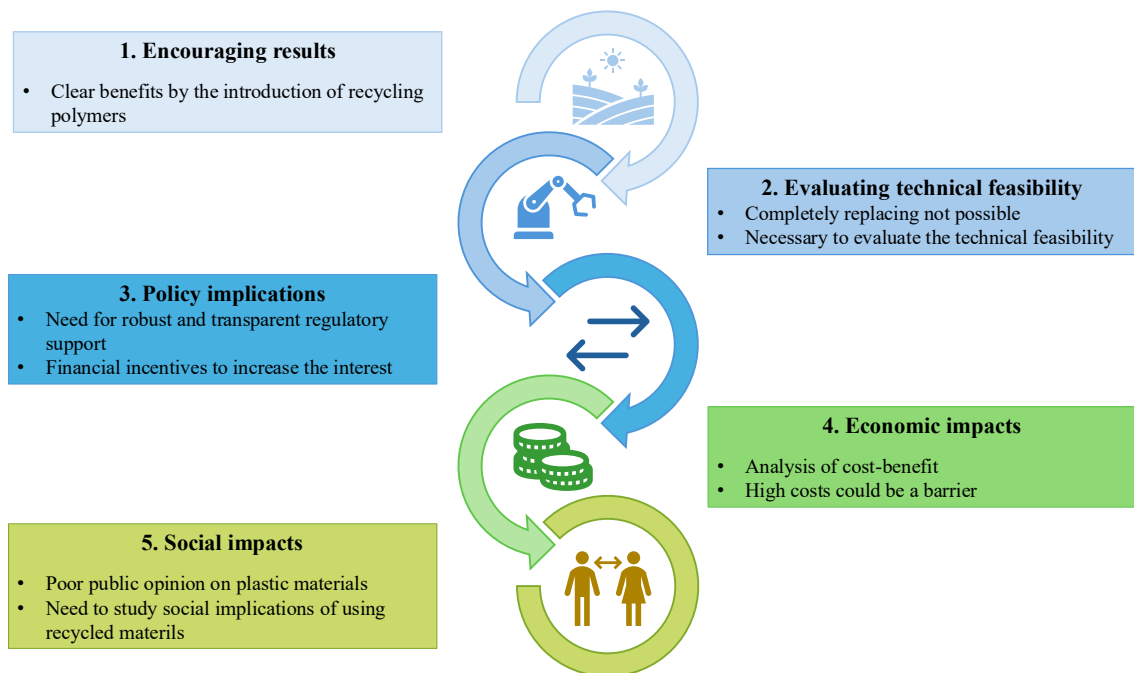 1. Encouraging results
• Clear benefits by the introduction of recycling
polymers
2. Evaluating technical feasibility
• Completely replacing not possible
• Necessary to evaluate the technical feasibility
3. Policy implications
• Need for robust and transparent regulatory
support
• Financial incentives to increase the interest
4. Economic impacts
• Analysis of cost-benefit
• High costs could be a barrier
5. Social impacts
• Poor public opinion on plastic materials
• Need to study social implications of using
recycled materils